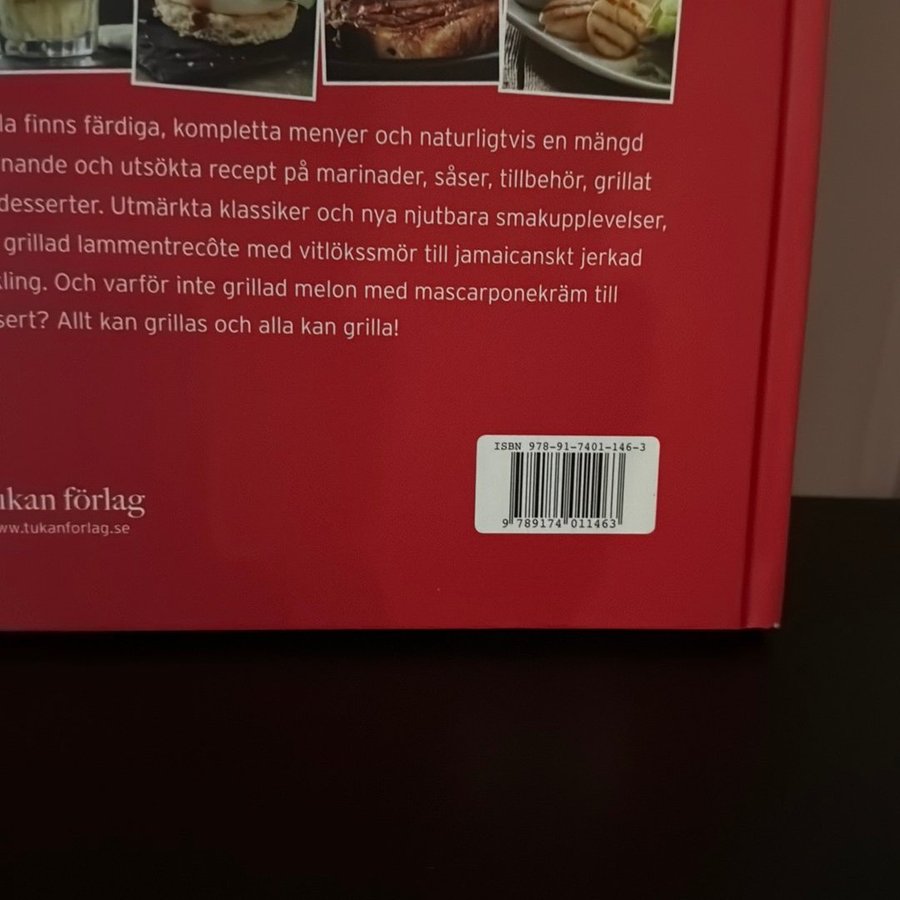 la finns färdiga, kompletta menyer och naturligtvis en mängd
nande och utsökta recept på marinader, såser, tillbehör, grillat
desserter. Utmärkta klassiker och nya njutbara smakupplevelser,
grillad lammentrecôte med vitlökssmör till jamaicanskt jerkad
ling. Och varför inte grillad melon med mascarponekräm till
sert? Allt kan grillas och alla kan grilla!
ISBN 978-91-7401-146-3
9 789174 011463
ukan förlag
ww.tukanforlag.se